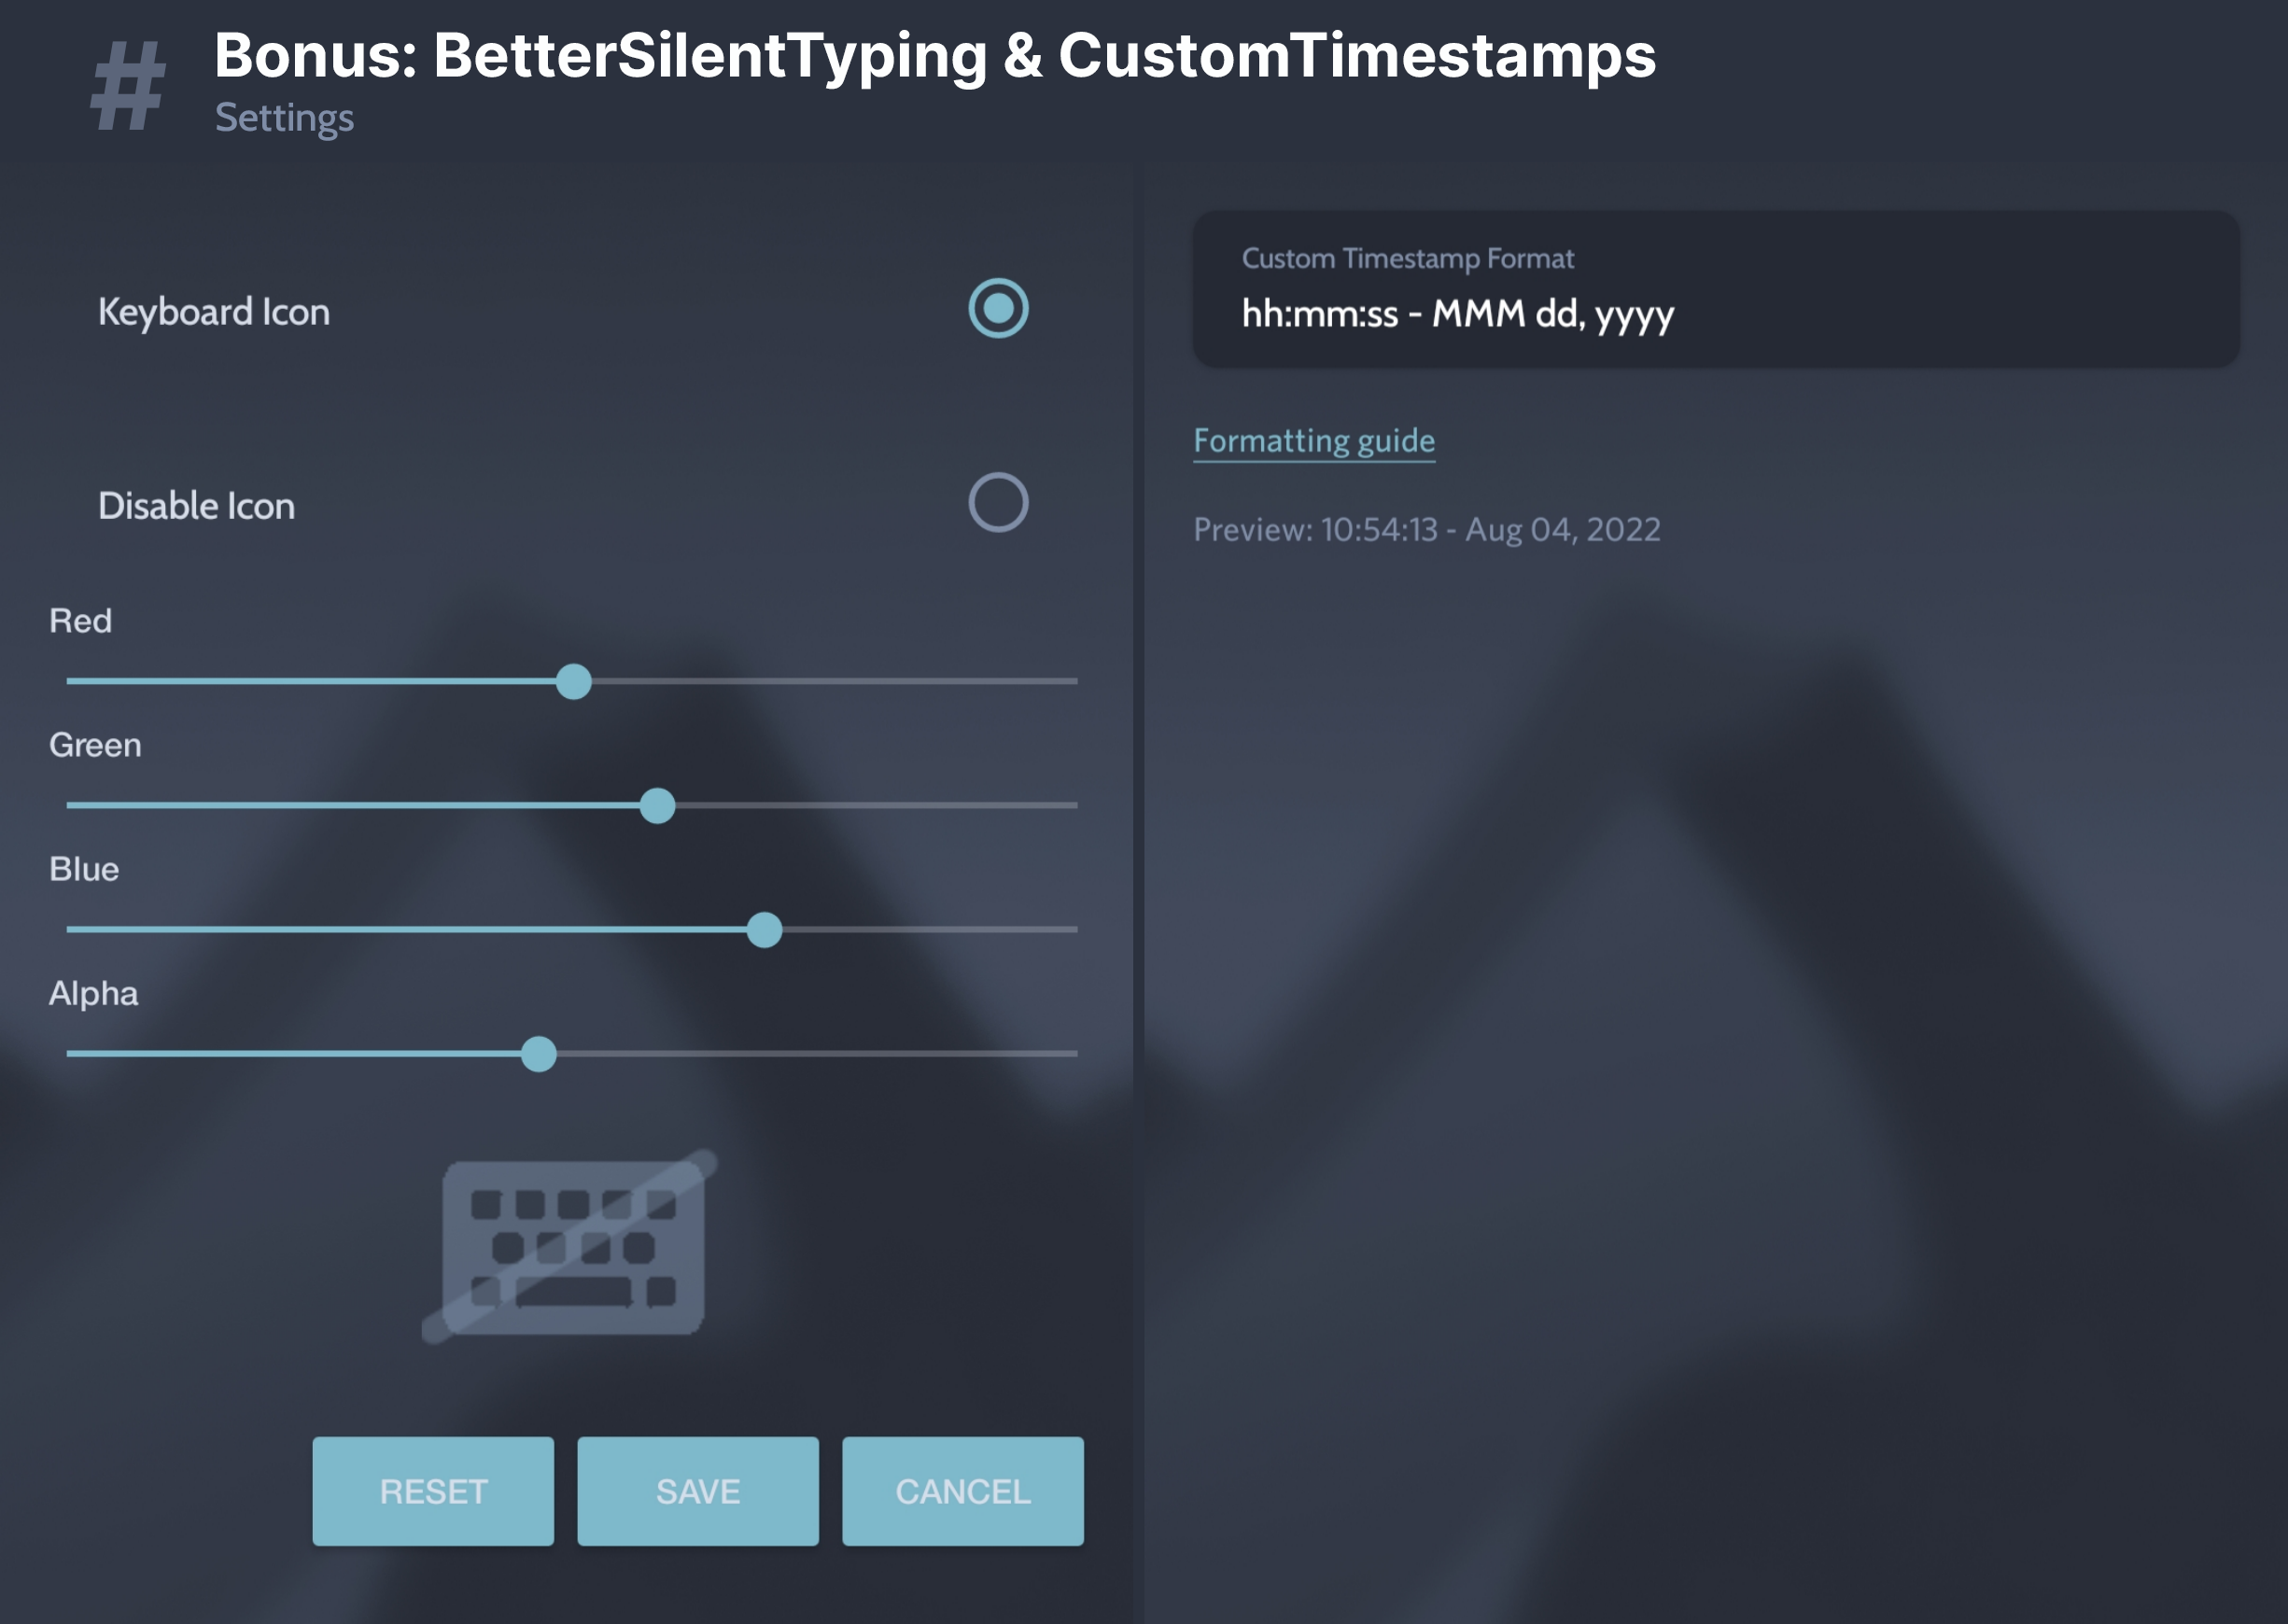 # Bonus: BetterSilentTyping & CustomTimestamps
Settings
Keyboard Icon
Disable Icon
Red
Green
Blue
Alpha
RESET
SAVE
CANCEL
Custom Timestamp Format
hh:mm:ss - MMM dd, yyyy
Formatting guide
Preview: 10:54:13 - Aug 04, 2022